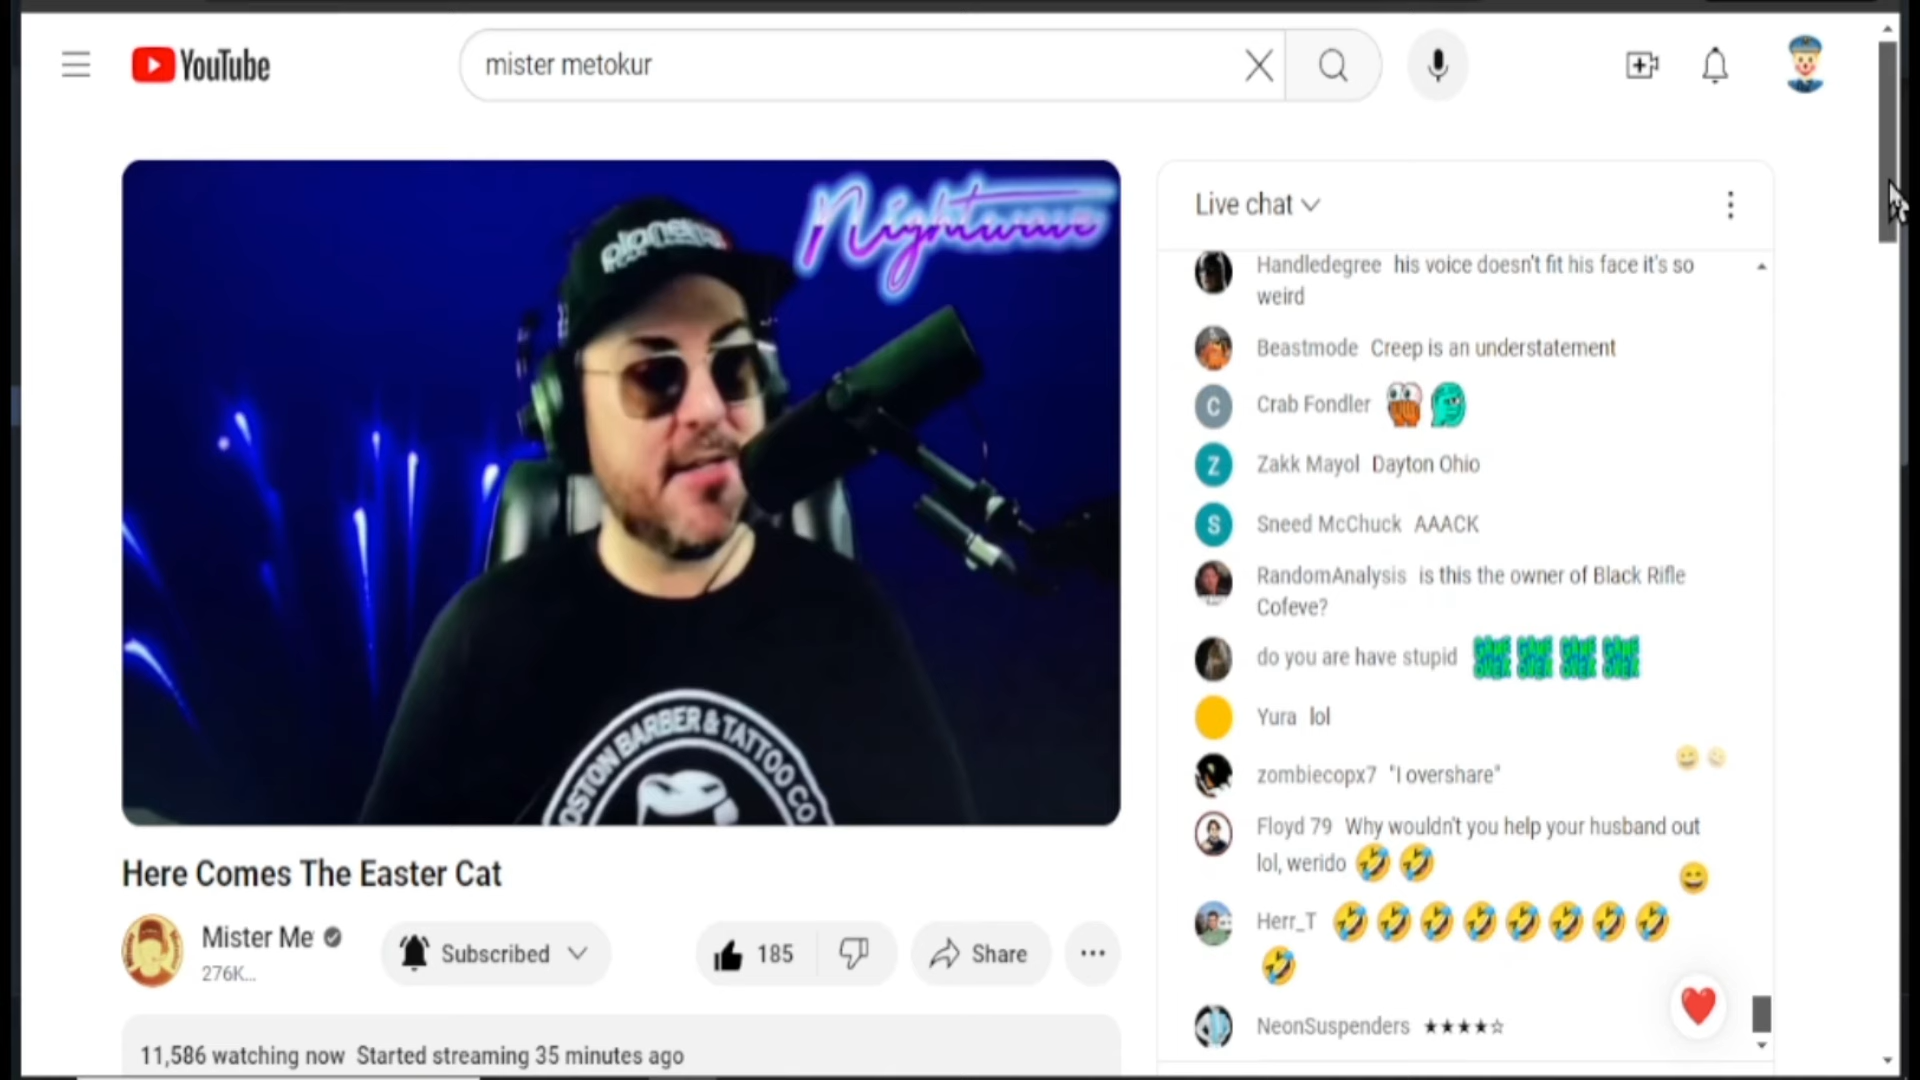 YouTube
mister metokur
Nightwave
BARBER & TATTOO CO
Live chat
Handledegree his voice doesn't fit his face it's so
weird
Beastmode Creep is an understatement
C Crab Fondler
Z Zakk Mayol Dayton Ohio
S Sneed McChuck AAACK
RandomAnalysis is this the owner of Black Rifle
Cofeve?
do you are have stupid
Yura lol
zombiecopx7 "I overshare"
Floyd 79 Why wouldn't you help your husband out
lol, werido
Herr_T
NeonSuspenders ★★★★☆
Here Comes The Easter Cat
Mister Me
276K...
Subscribed
185
Share
11,586 watching now Started streaming 35 minutes ago